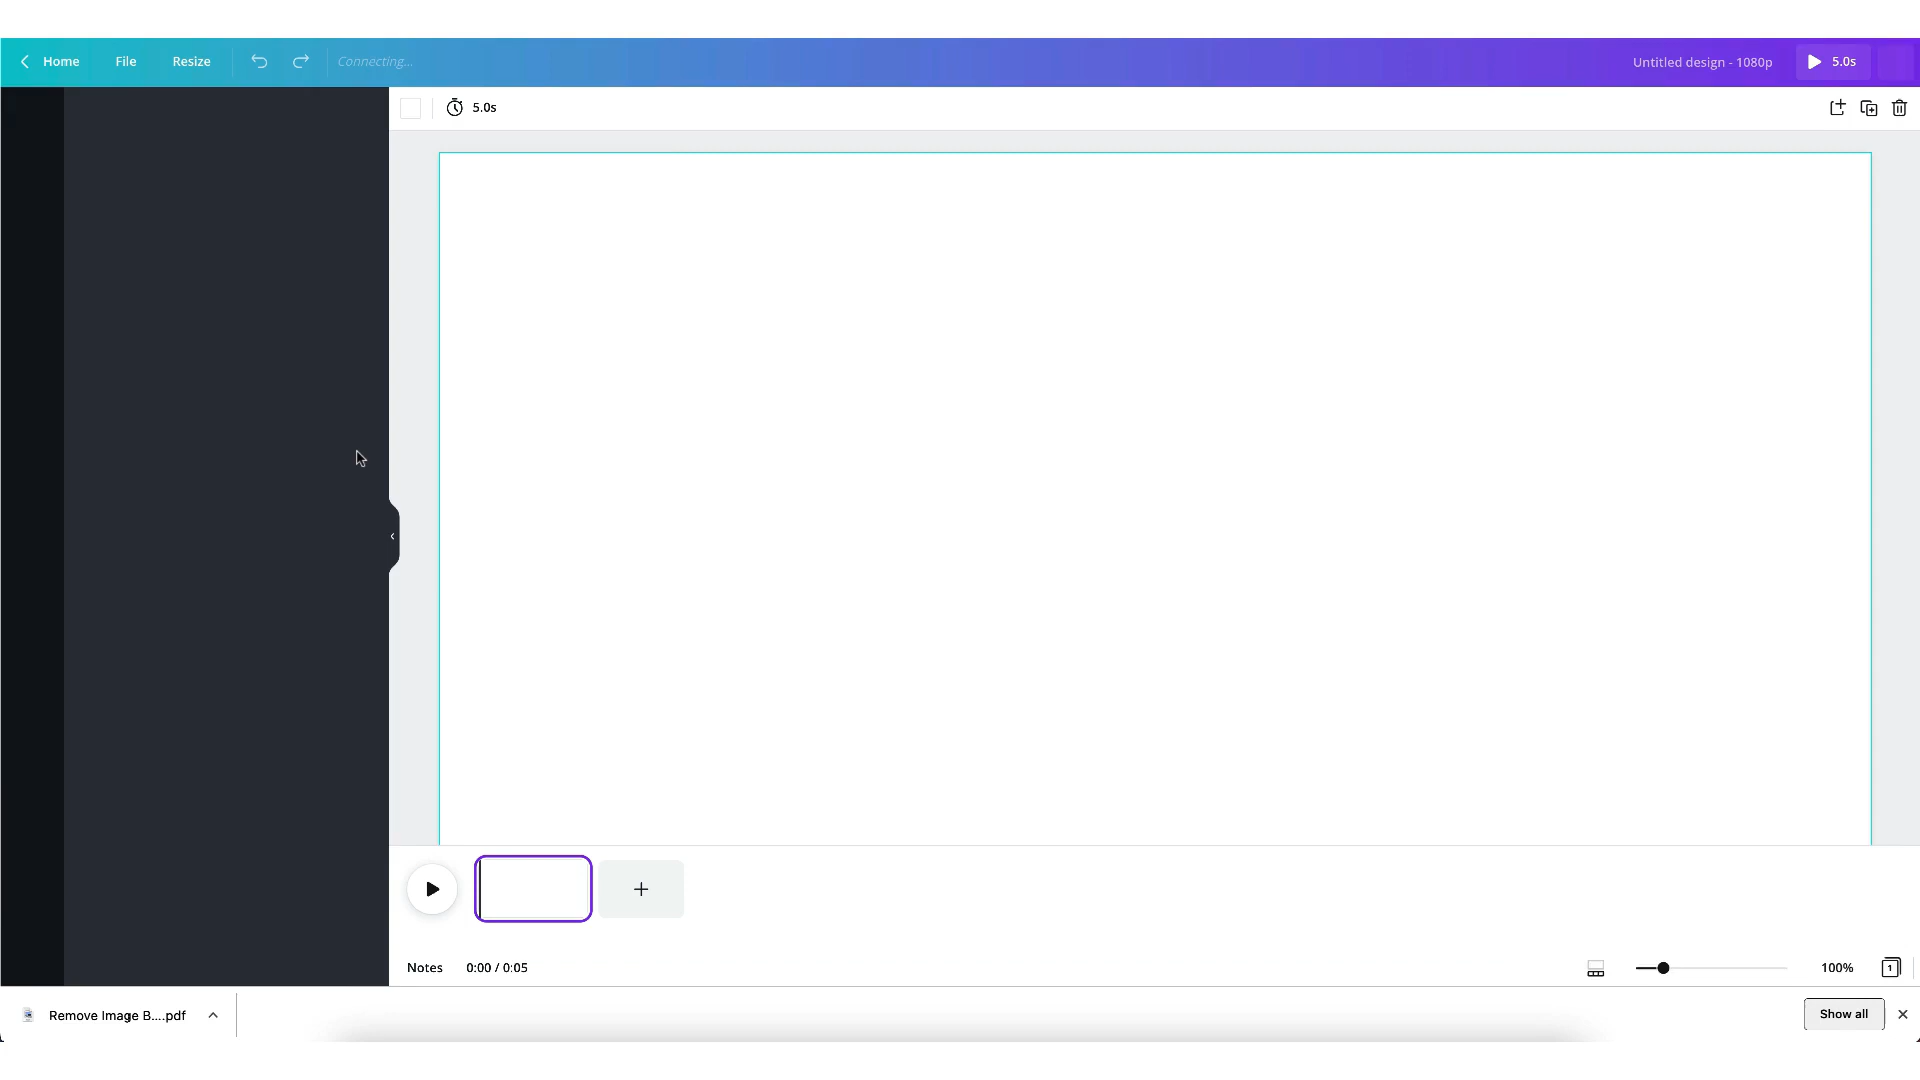 Home File Resize Connecting... Untitled design - 1080p 5.0s
5.0s
Notes 0:00 / 0:05 100% 1
Remove Image B....pdf Show all